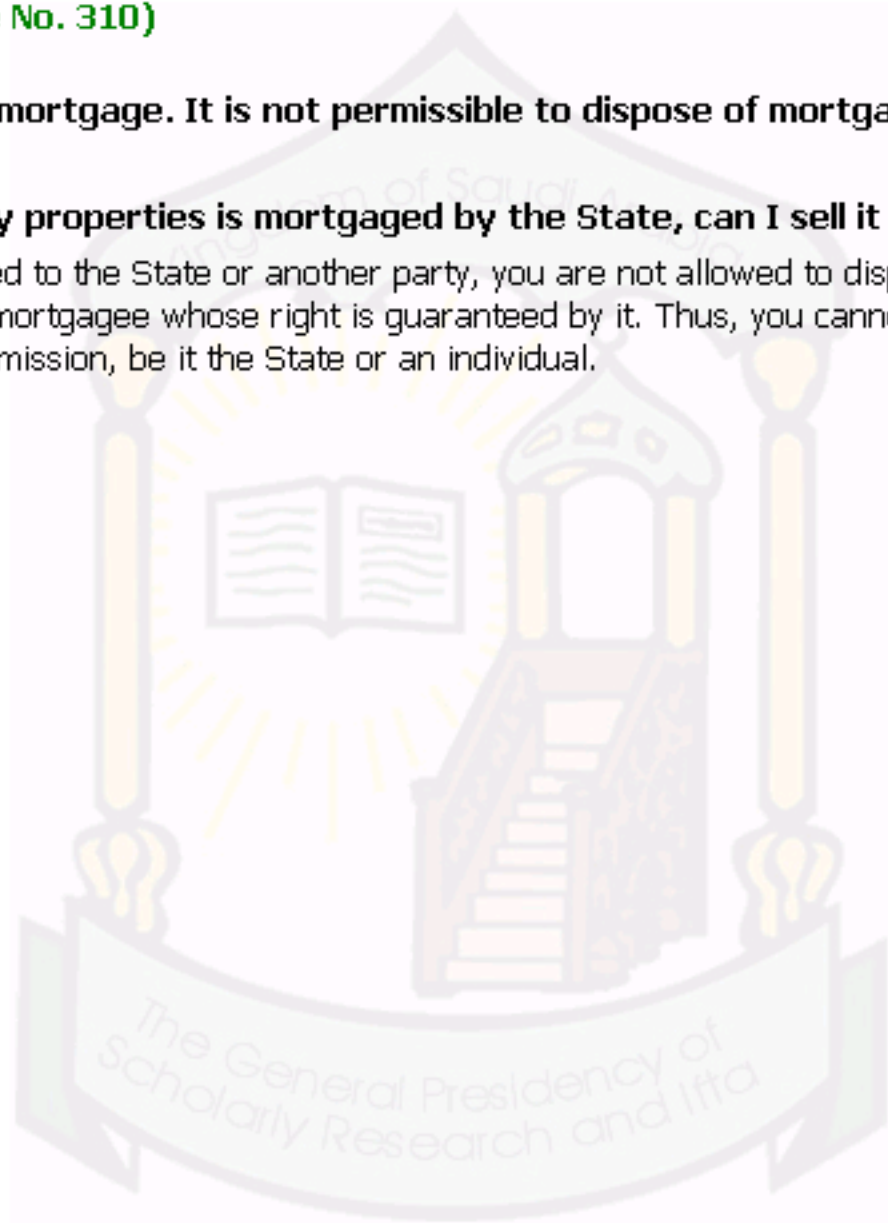 No. 310)
mortgage. It is not permissible to dispose of mortga
y properties is mortgaged by the State, can I sell it
ed to the State or another party, you are not allowed to disp
mortgagee whose right is guaranteed by it. Thus, you canno
mission, be it the State or an individual.
Kingdom of Saudi Arabia
The General Presidency of
Scholarly Research and Ifta